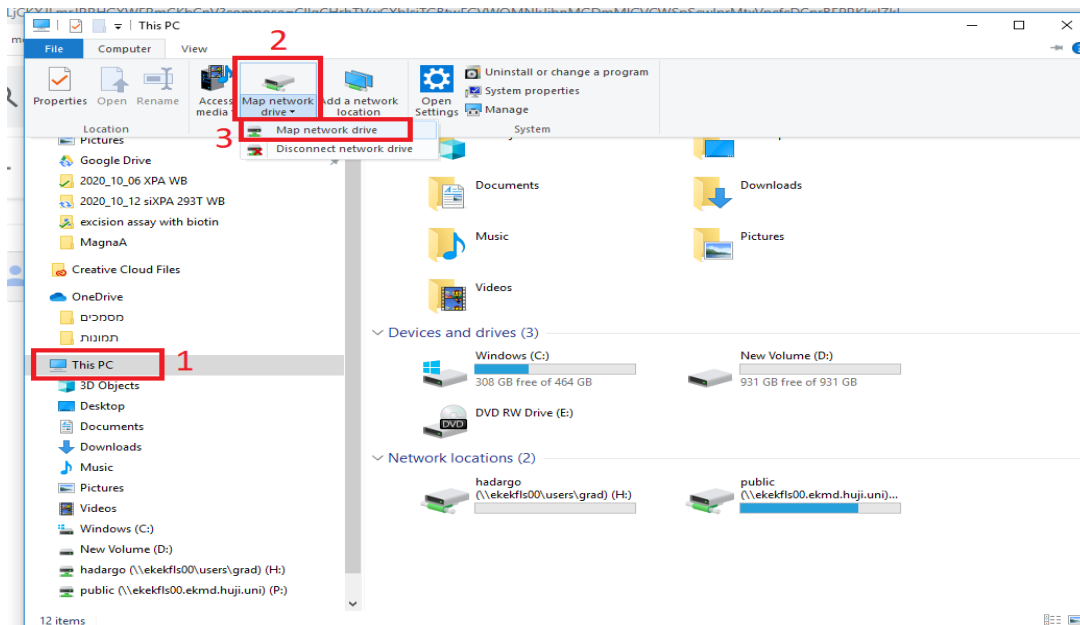 This PC
File Computer View
2
Properties Open Rename
Access media
Map network drive
Add a network location
Open Settings
Uninstall or change a program
System properties
Manage
Location
System
3
Map network drive
Disconnect network drive
Pictures
Google Drive
2020_10_06 XPA WB
2020_10_12 siXPA 293T WB
excision assay with biotin
MagnaA
Creative Cloud Files
OneDrive
מסמכים
תמונות
This PC
1
3D Objects
Desktop
Documents
Downloads
Music
Pictures
Videos
Windows (C:)
New Volume (D:)
hadargo (\\ekekfls00\users\grad) (H:)
public (\\ekekfls00.ekmd.huji.uni) (P:)
12 items
Documents
Downloads
Music
Pictures
Videos
Devices and drives (3)
Windows (C:)
308 GB free of 464 GB
New Volume (D:)
931 GB free of 931 GB
DVD
DVD RW Drive (E:)
Network locations (2)
hadargo
(\\ekekfls00\users\grad) (H:)
public
(\\ekekfls00.ekmd.huji.uni)...